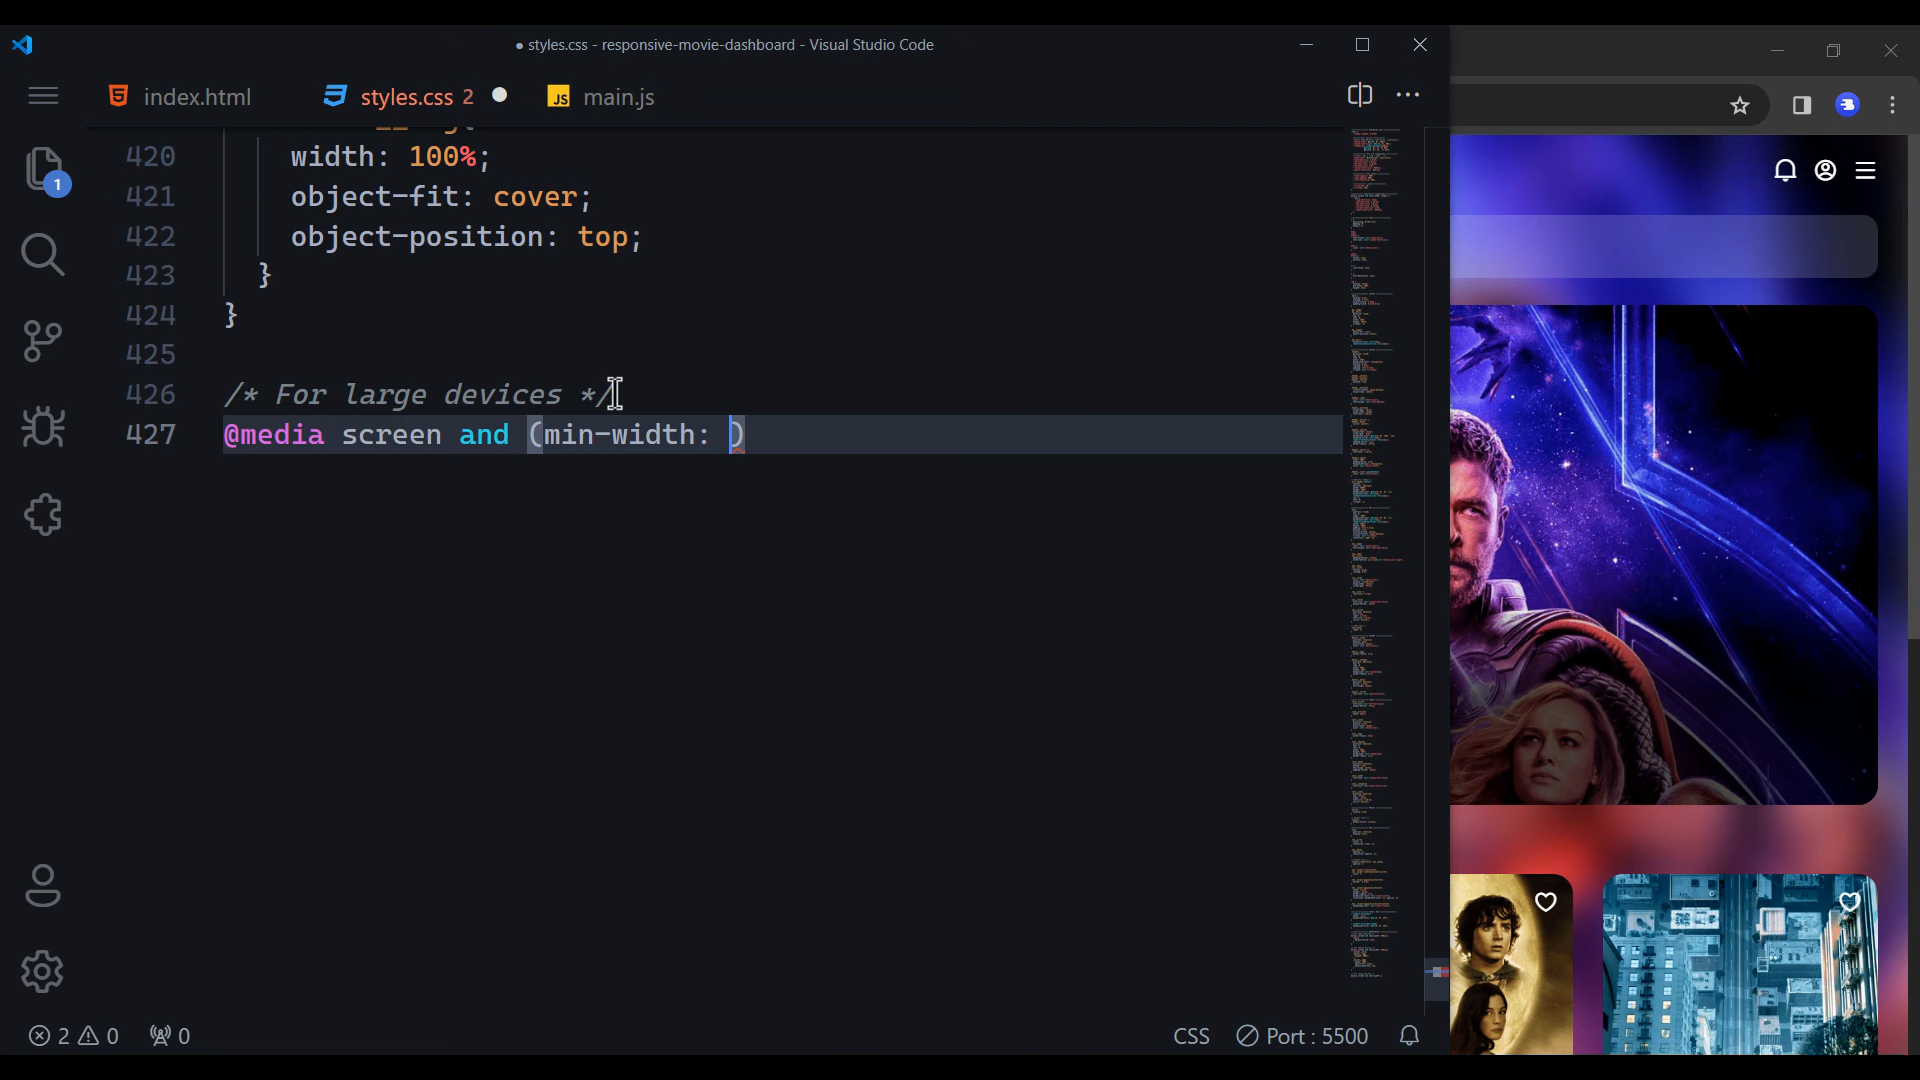 ● styles.css - responsive-movie-dashboard - Visual Studio Code
index.html
styles.css 2
JS main.js
420 width: 100%;
421 object-fit: cover;
422 object-position: top;
423 }
424 }
425
426 /* For large devices */
427 @media screen and (min-width: )
1
2 0
0
CSS
Port : 5500